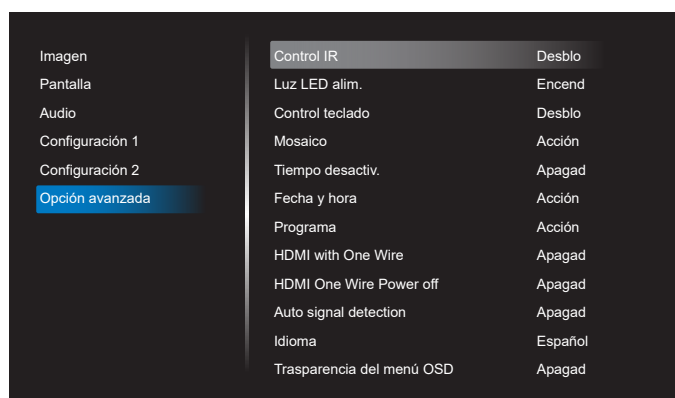 Imagen
Pantalla
Audio
Configuración 1
Configuración 2
Opción avanzada
Control IR Desblo
Luz LED alim. Encend
Control teclado Desblo
Mosaico Acción
Tiempo desactiv. Apagad
Fecha y hora Acción
Programa Acción
HDMI with One Wire Apagad
HDMI One Wire Power off Apagad
Auto signal detection Apagad
Idioma Español
Trasparencia del menú OSD Apagad